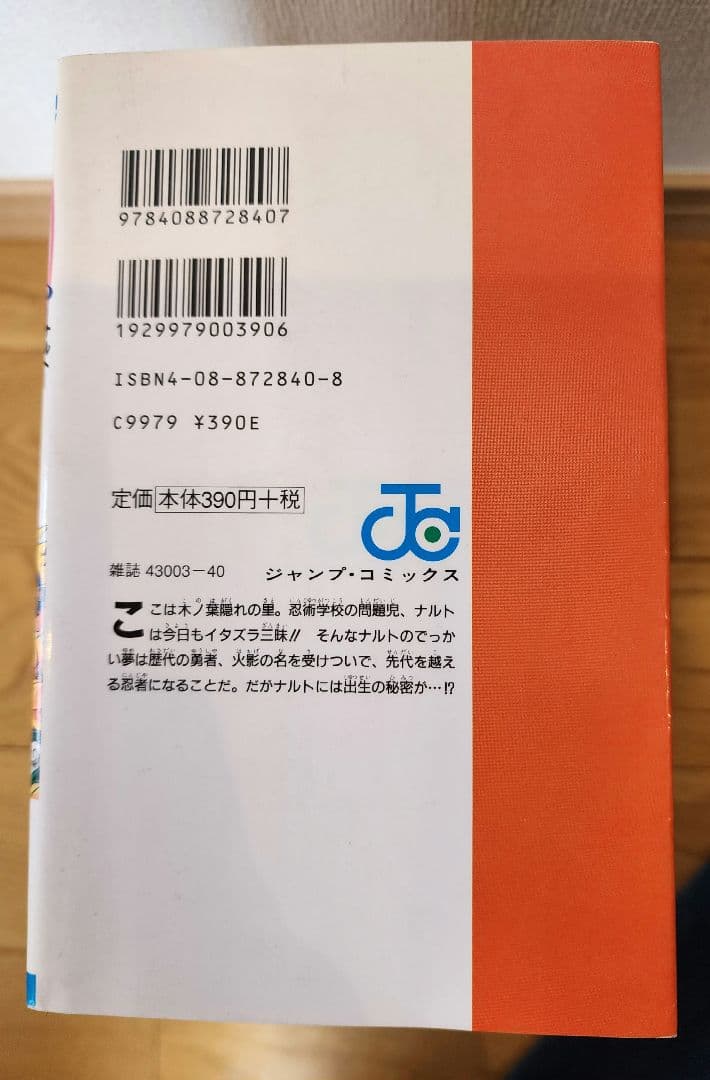 9784088728407
1929979003906
ISBN4-08-872840-8
C9979 ¥390E
定価 本体390円+税
雑誌 43003-40
ジャンプ・コミックス
ここは木ノ葉隠れの里。忍術学校の問題児、ナルト
は今日もイタズラ三昧!! そんなナルトのでっか
い夢は歴代の勇者、火影の名を受けついで、先代を越え
る忍者になることだ。だがナルトには出生の秘密が…!?